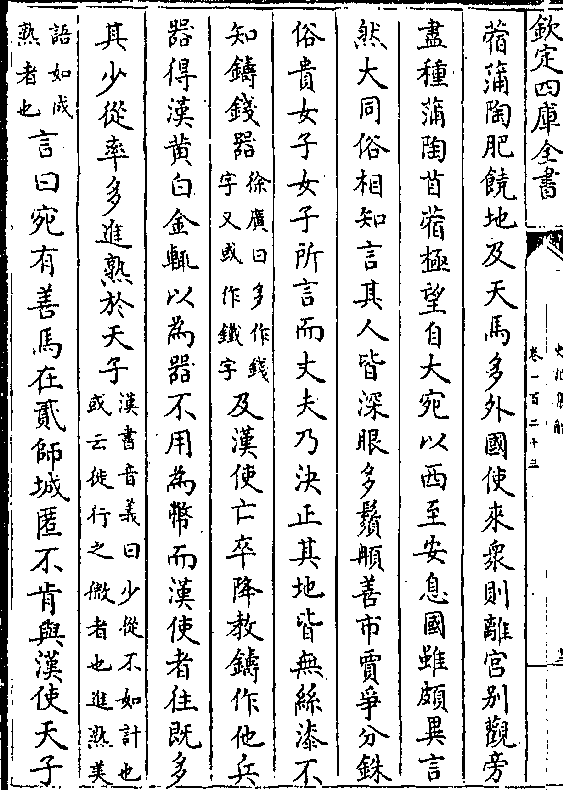 欽定四庫全書
卷一百二十三
蓿蒲陶肥饒地及天馬多外國使來衆則離宮别觀旁
盡種蒲陶苜蓿極望自大宛以西至安息國雖頗異言
然大同俗相知言其人皆深眼多鬚髯善市賈爭分銖
俗貴女子女子所言而丈夫乃決正其地皆無絲漆不
知鑄錢器徐廣曰多作錢字又或作鐵字及漢使亡卒降教鑄作他兵
器得漢黄白金輒以為器不用為幣而漢使者往既多
其少從率多進熟於天子漢書音義曰少從不如計也或云從行之微者也進熟美
語如成熟者也言曰宛有善馬在貳師城匿不肯與漢使天子